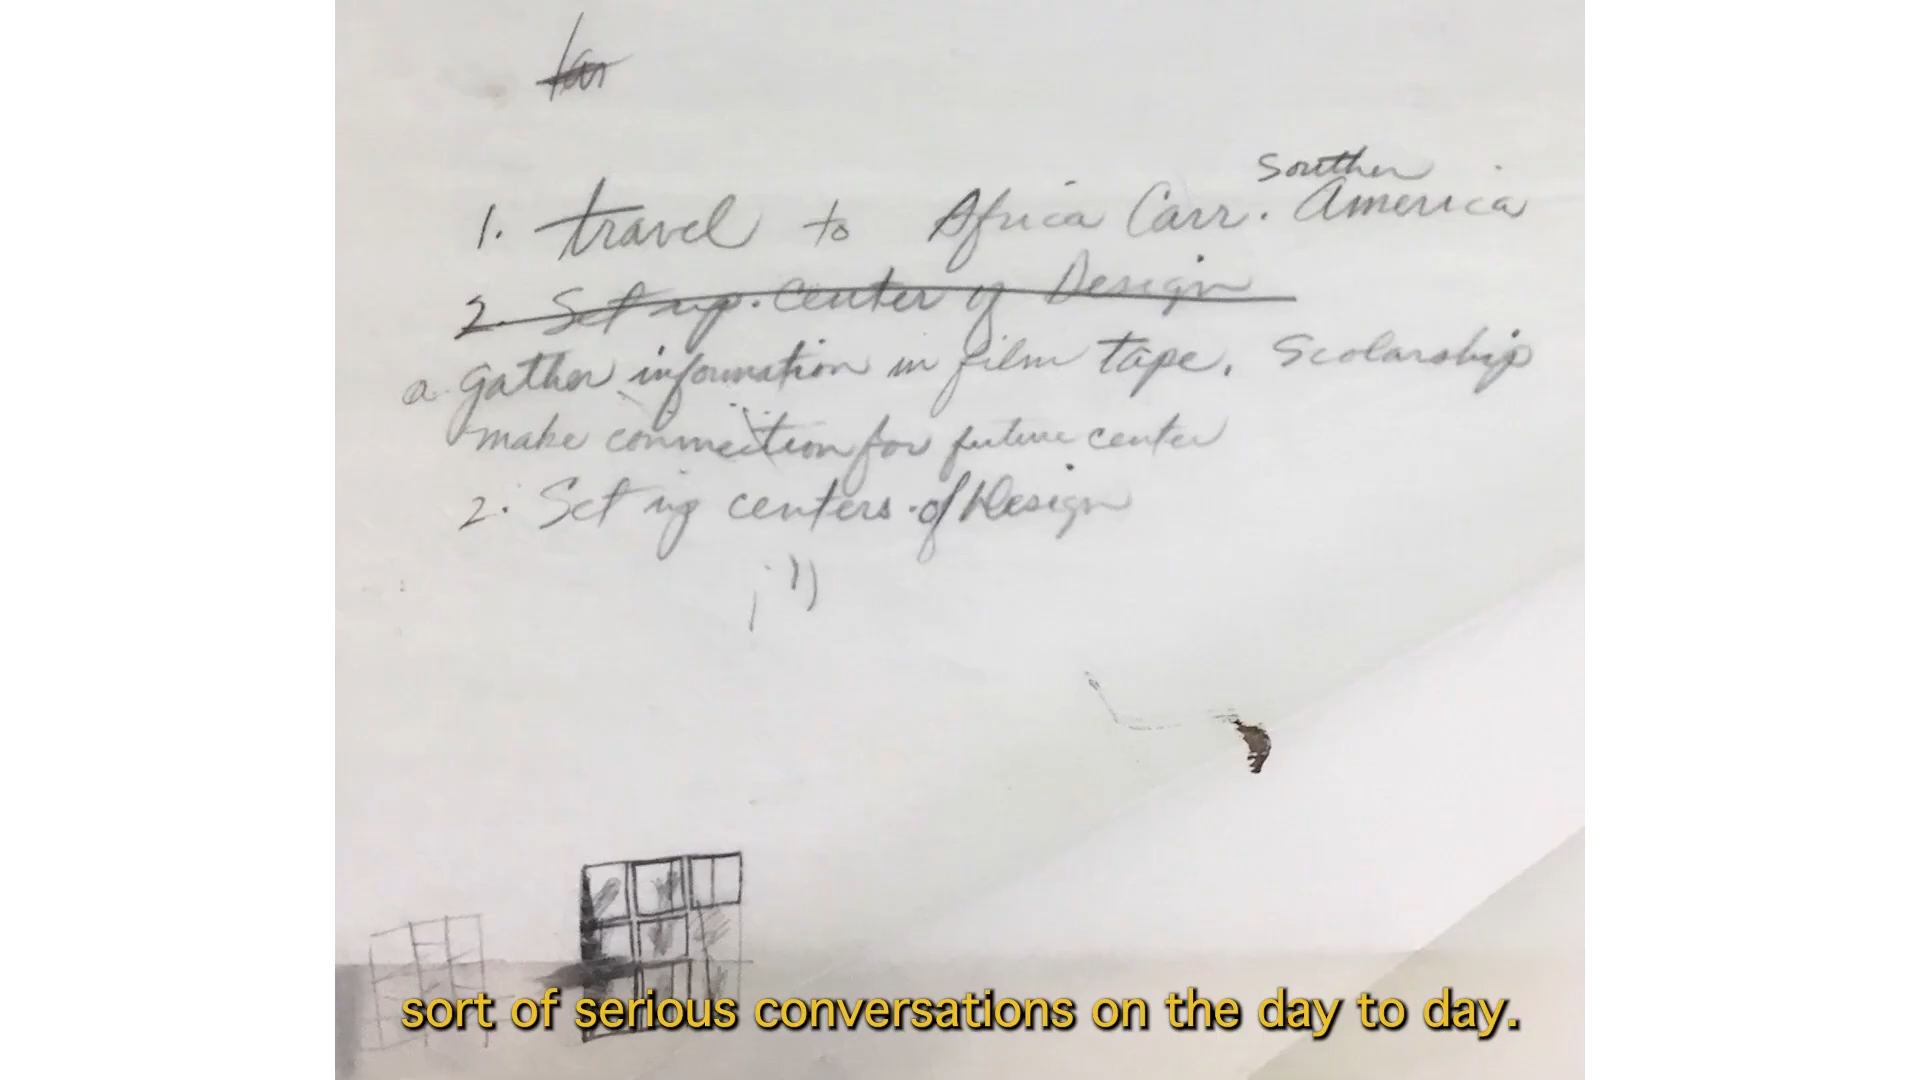 1. travel to Africa Carr. Southern America
2. Set up. Center of Design
a gather information in film tape. Scolarship
make connection for future center
2. Set up centers of Design
sort of serious conversations on the day to day.